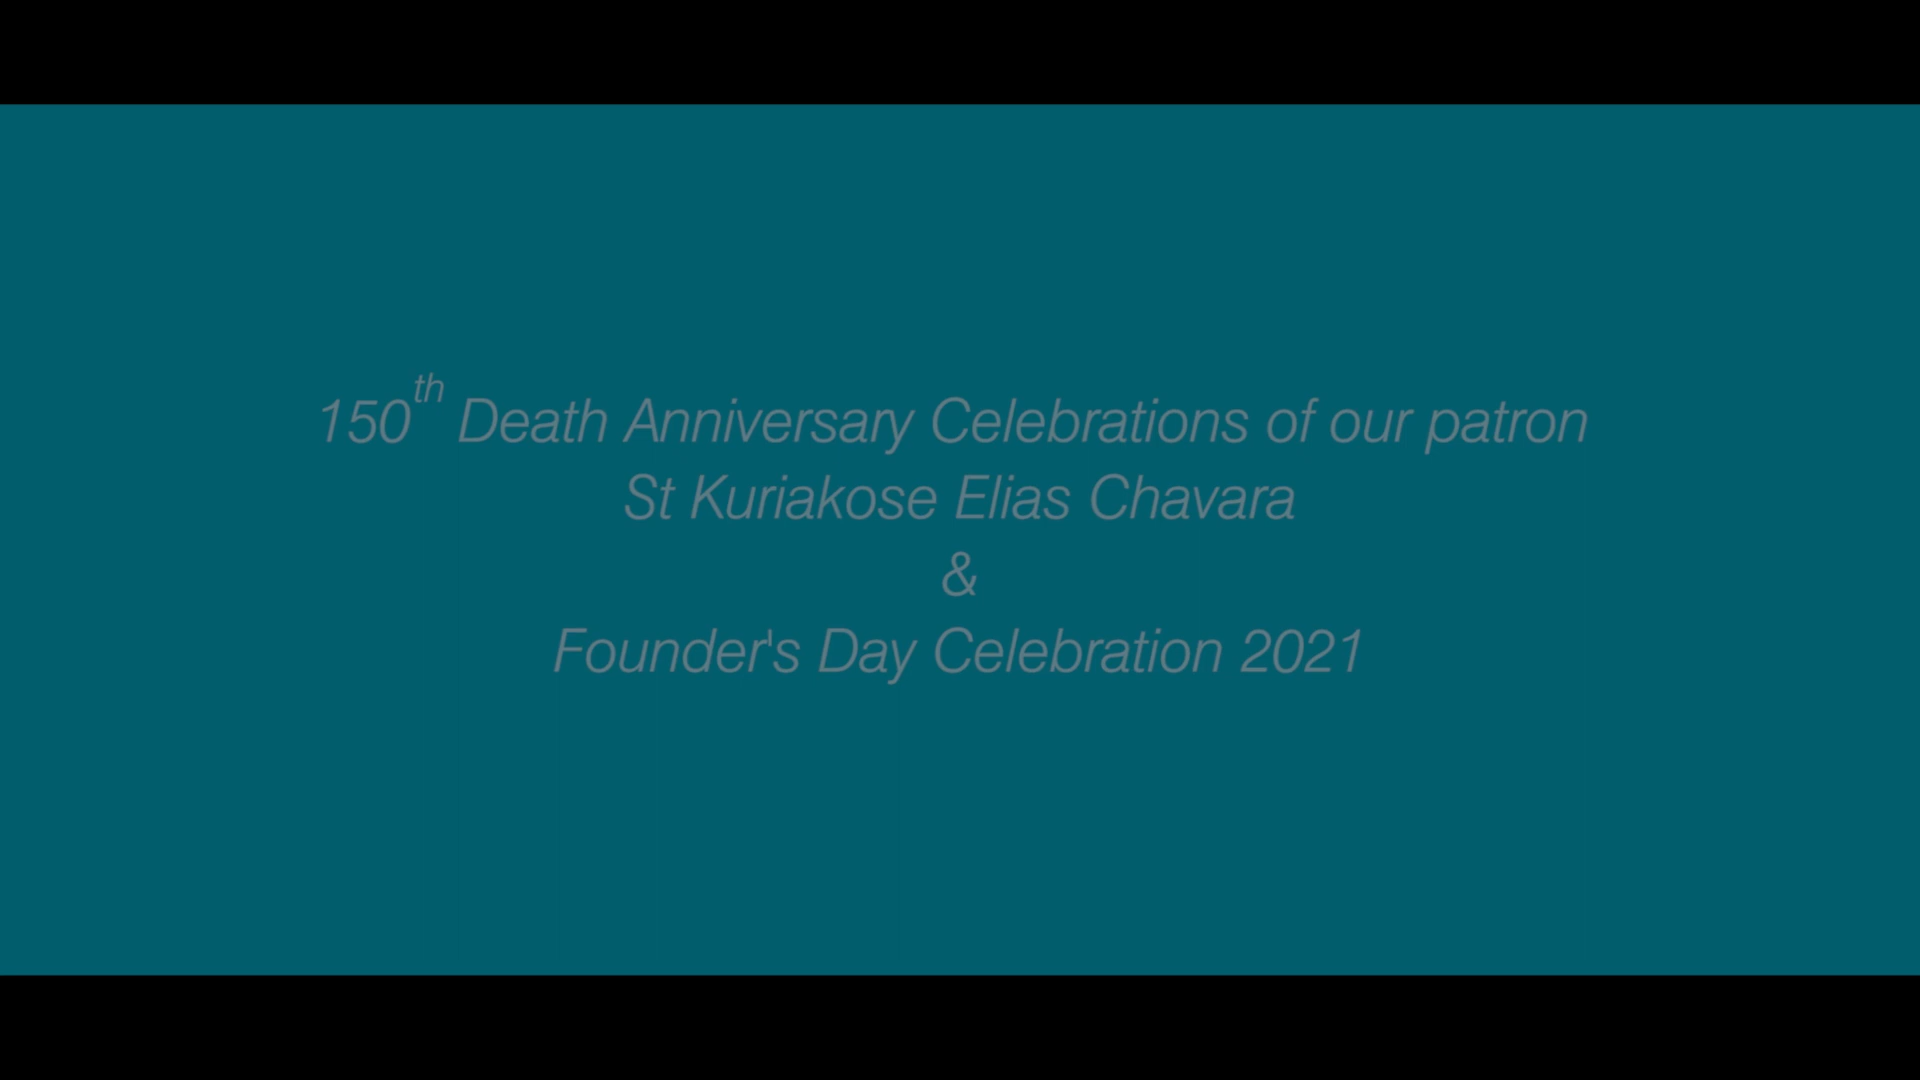 150th Death Anniversary Celebrations of our patron
St Kuriakose Elias Chavara
&
Founder's Day Celebration 2021